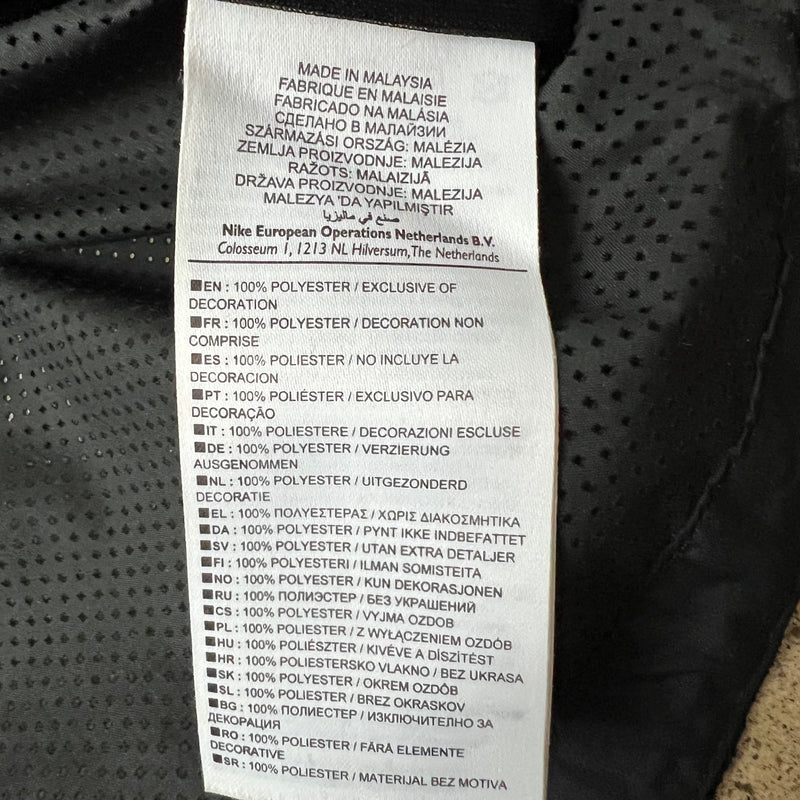 MADE IN MALAYSIA
FABRIQUE EN MALAISIE
FABRICADO NA MALÁSIA
СДЕЛАНО В МАЛАЙЗИИ
SZÁRMAZÁSI ORSZÁG: MALÉZIA
ZEMLJA PROIZVODNJE: MALEZIJA
RAŽOTS: MALAIZIJĀ
DRŽAVA PROIZVODNJE: MALEZIJA
MALEZYA 'DA YAPILMIŞTIR
صنع في ماليزيا
Nike European Operations Netherlands B.V.
Colosseum 1, 1213 NL Hilversum, The Netherlands
EN : 100% POLYESTER / EXCLUSIVE OF
DECORATION
FR : 100% POLYESTER / DECORATION NON
COMPRISE
ES : 100% POLIESTER / NO INCLUYE LA
DECORACION
PT : 100% POLIÉSTER / EXCLUSIVO PARA
DECORAÇÃO
IT : 100% POLIESTERE / DECORAZIONI ESCLUSE
DE : 100% POLYESTER / VERZIERUNG
AUSGENOMMEN
NL : 100% POLYESTER / UITGEZONDERD
DECORATIE
EL : 100% ΠΟΛΥΕΣΤΕΡΑΣ / ΧΩΡΙΣ ΔΙΑΚΟΣΜΗΤΙΚΑ
DA : 100% POLYESTER / PYNT IKKE INDBEFATTET
SV : 100% POLYESTER / UTAN EXTRA DETALJER
FI : 100% POLYESTERI / ILMAN SOMISTEITA
NO : 100% POLYESTER / KUN DEKORASJONEN
RU : 100% ПОЛИЭСТЕР / БЕЗ УКРАШЕНИЙ
CS : 100% POLYESTER / VYJMA OZDOB
PL : 100% POLIESTER / Z WYŁĄCZENIEM OZDÓB
HU : 100% POLIÉSZTER / KIVÉVE A DÍSZÍTÉST
HR : 100% POLIESTERSKO VLAKNO / BEZ UKRASA
SK : 100% POLYESTER / OKREM OZDÔB
SL : 100% POLIESTER / BREZ OKRASKOV
BG : 100% ПОЛИЕСТЕР / ИЗКЛЮЧИТЕЛНО ЗА
ДЕКОРАЦИЯ
RO : 100% POLIESTER / FĂRĂ ELEMENTE
DECORATIVE
SR : 100% POLIESTER / MATERIJAL BEZ MOTIVA